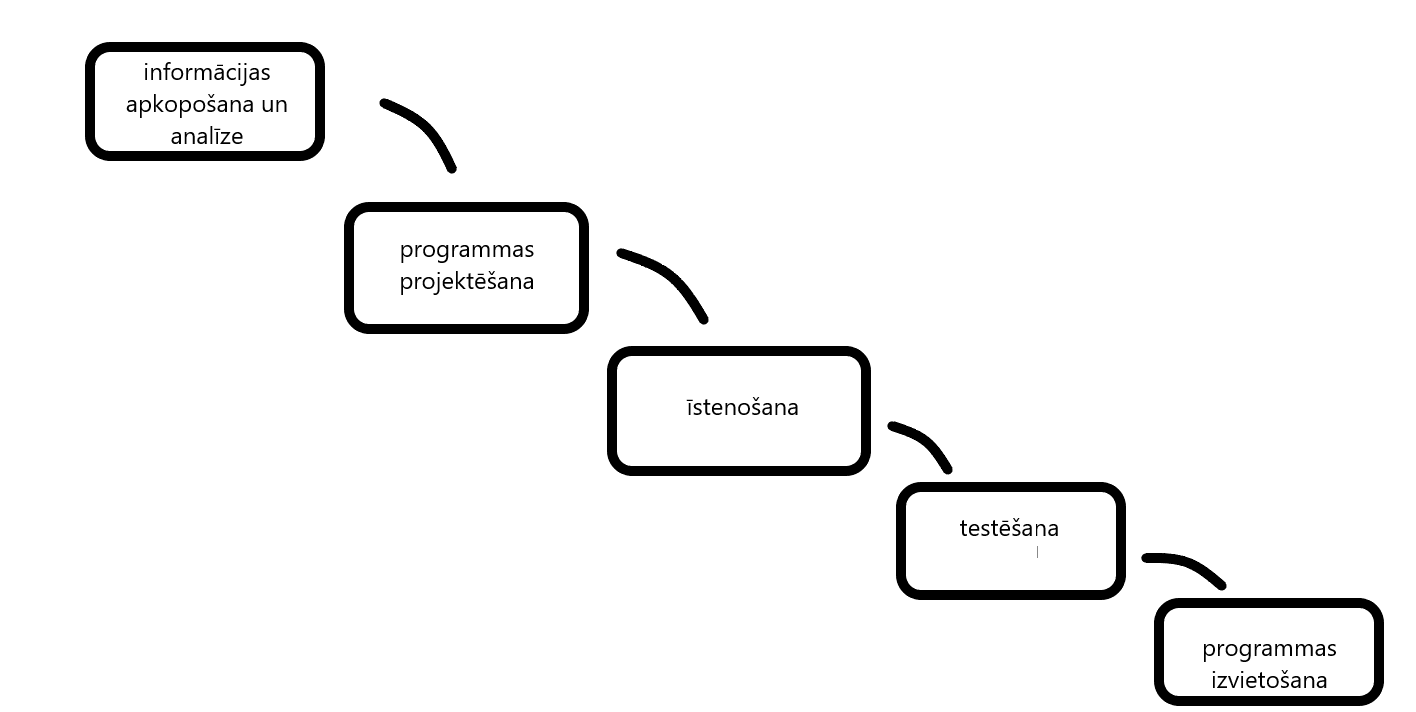 informācijas
apkopošana un
analīze
programmas
projektēšana
īstenošana
testēšana
programmas
izvietošana